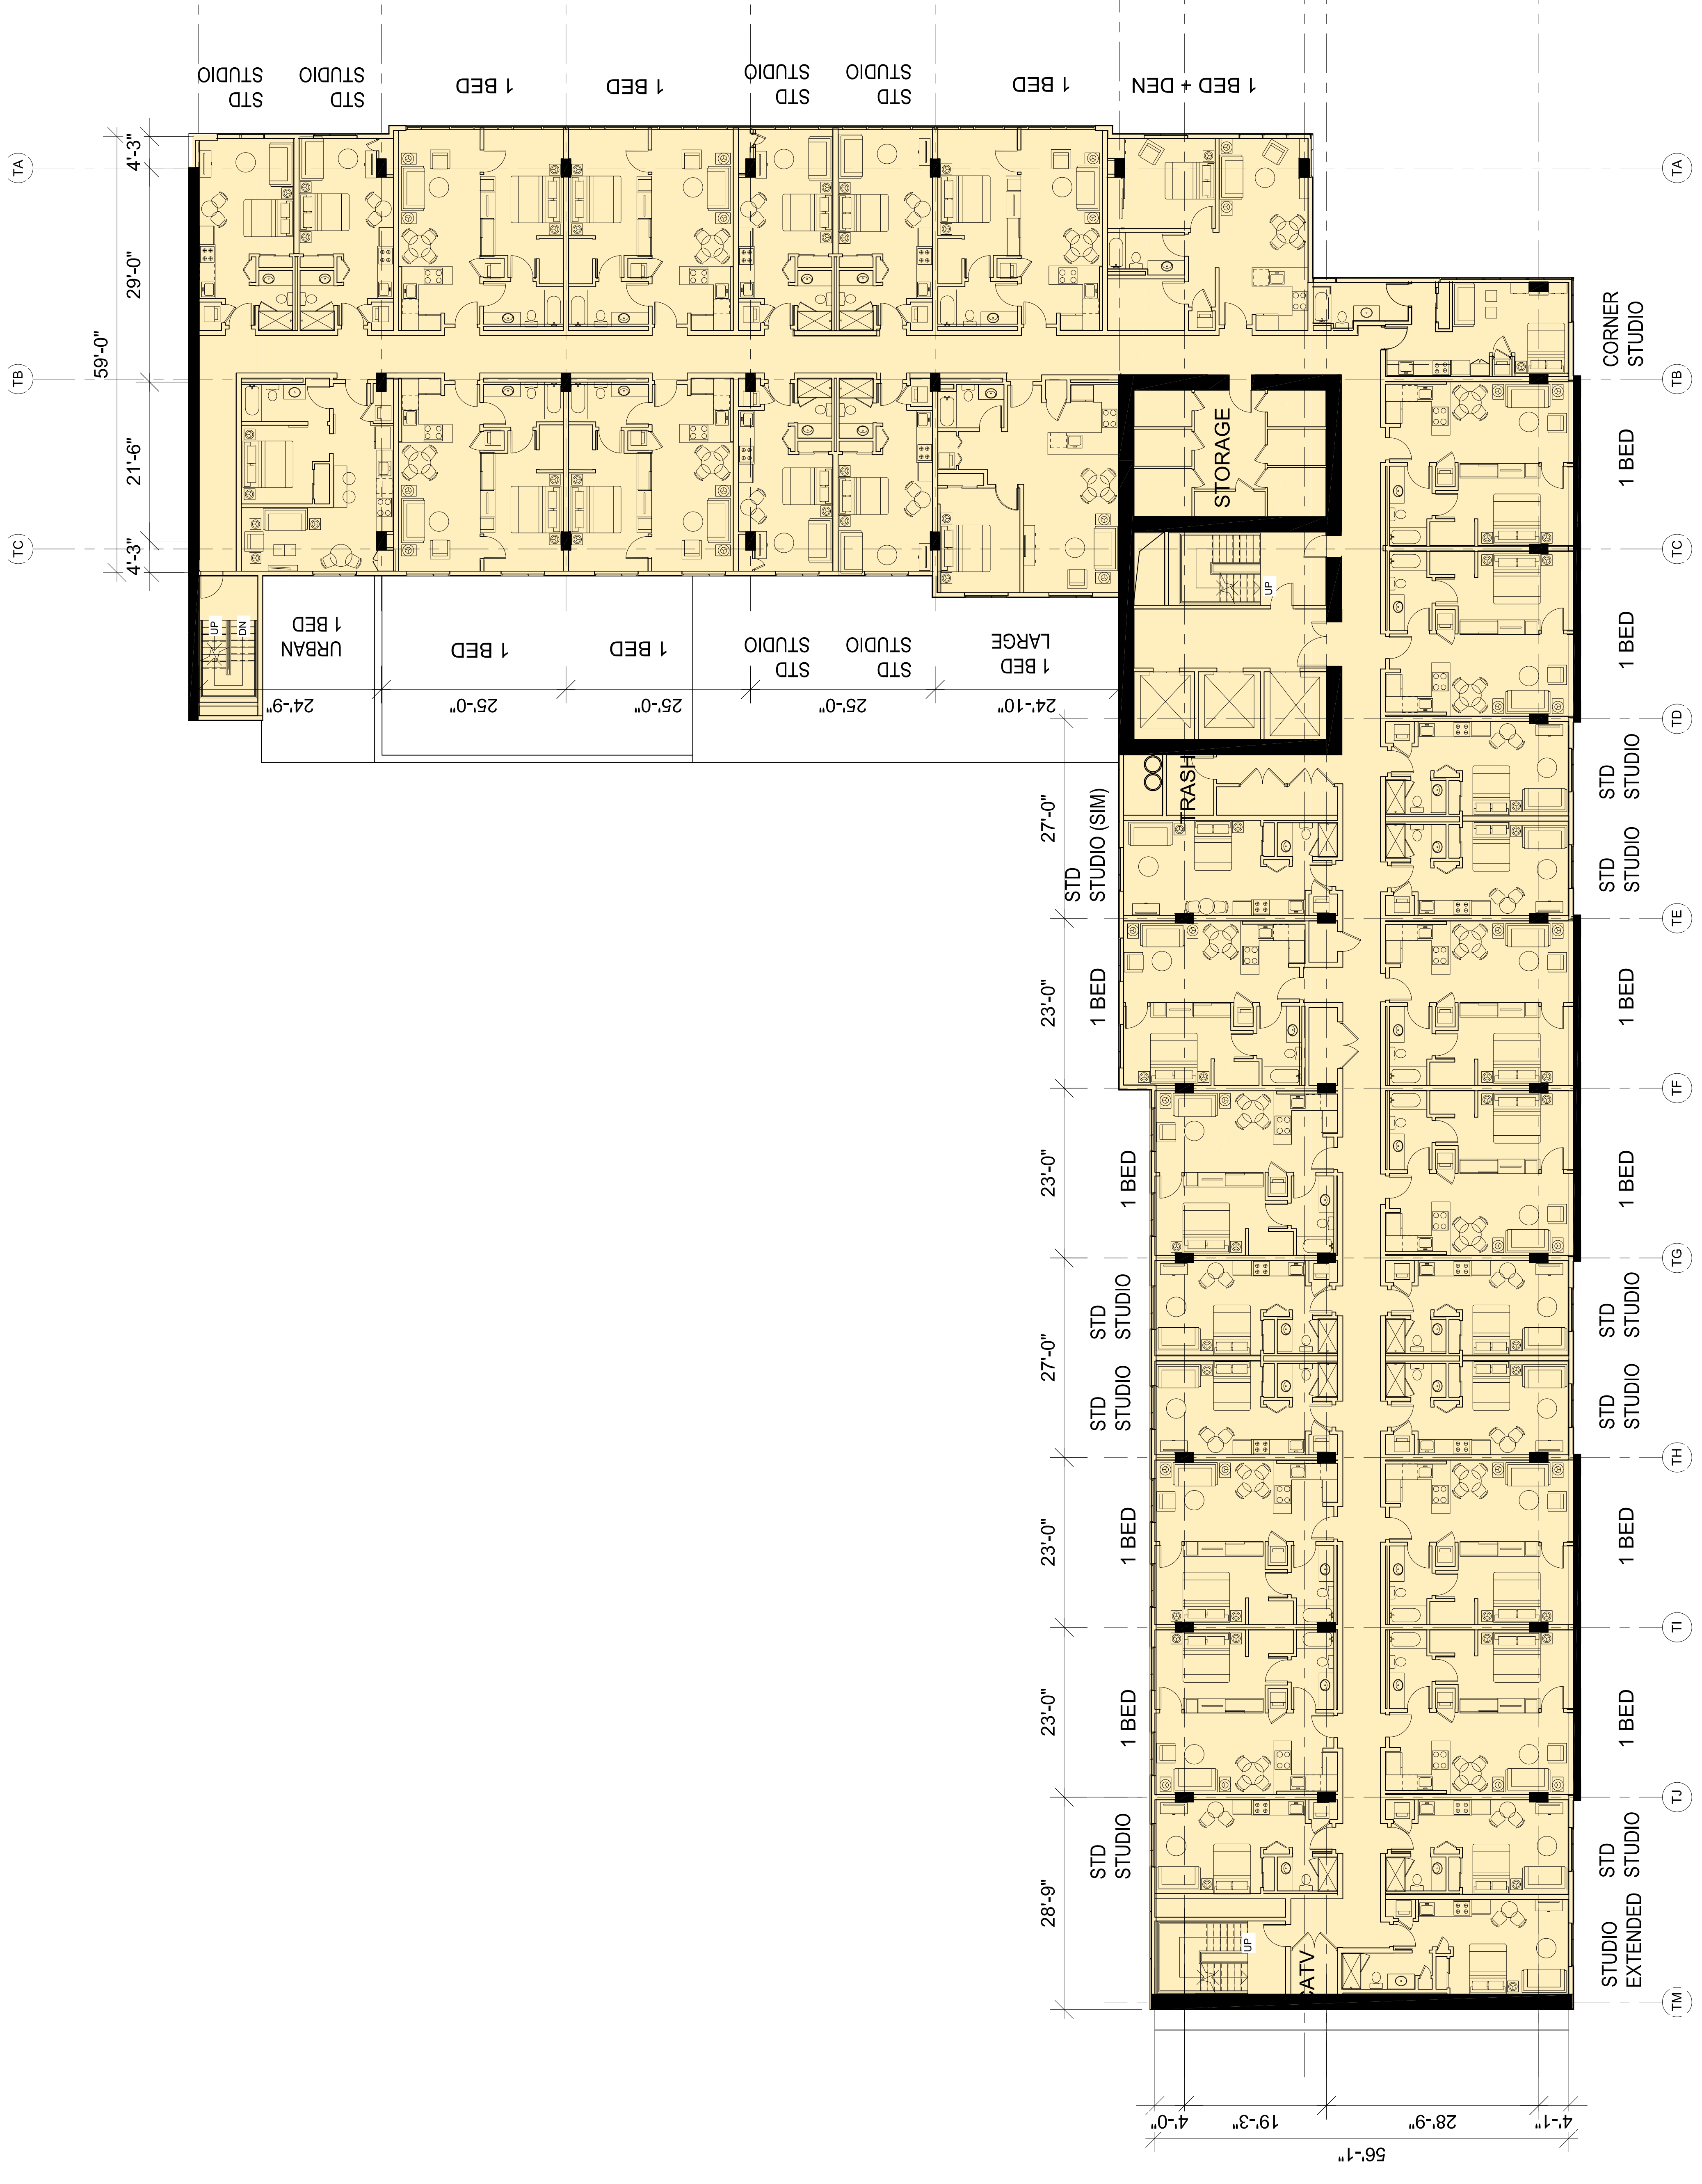 STD
STUDIO
STD
STUDIO
1 BED
1 BED
STD
STUDIO
STD
STUDIO
1 BED
1 BED + DEN
TA
4'-3"
29'-0"
59'-0"
TB
21'-6"
TC
4'-3"
TA
CORNER
STUDIO
TB
STORAGE
1 BED
TC
UP
UP
DN
URBAN
1 BED
1 BED
1 BED
STD
STUDIO
STD
STUDIO
1 BED
LARGE
1 BED
24'-9"
25'-0"
25'-0"
25'-0"
24'-10"
TD
TRASH
27'-0"
STD
STUDIO (SIM)
STD
STUDIO
STD
STUDIO
TE
23'-0"
1 BED
1 BED
TF
23'-0"
1 BED
1 BED
TG
27'-0"
STD
STUDIO
STD
STUDIO
STD
STUDIO
STD
STUDIO
TH
23'-0"
1 BED
1 BED
TI
23'-0"
1 BED
1 BED
TJ
28'-9"
STD
STUDIO
STD
STUDIO
UP
CATV
STUDIO
EXTENDED
TM
4'-0"
19'-3"
28'-9"
4'-1"
56'-1"